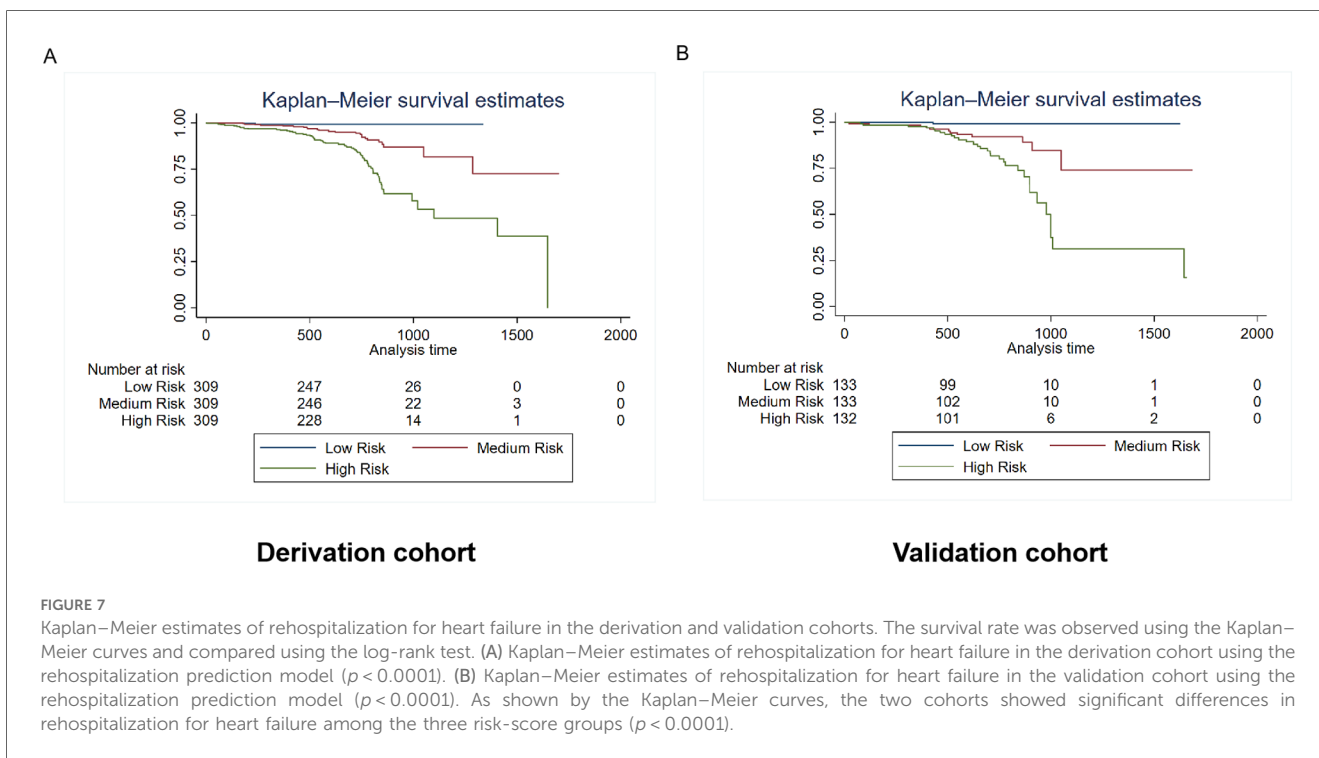 A
Kaplan–Meier survival estimates
1.00
0.75
0.50
0.25
0.00
0 500 1000 1500 2000
Analysis time
Number at risk
Low Risk 309 247 26 0 0
Medium Risk 309 246 22 3 0
High Risk 309 228 14 1 0
Low Risk Medium Risk
High Risk
Derivation cohort
B
Kaplan–Meier survival estimates
1.00
0.75
0.50
0.25
0.00
0 500 1000 1500 2000
Analysis time
Number at risk
Low Risk 133 99 10 1 0
Medium Risk 133 102 10 1 0
High Risk 132 101 6 2 0
Low Risk Medium Risk
High Risk
Validation cohort
FIGURE 7
Kaplan–Meier estimates of rehospitalization for heart failure in the derivation and validation cohorts. The survival rate was observed using the Kaplan–
Meier curves and compared using the log-rank test. (A) Kaplan–Meier estimates of rehospitalization for heart failure in the derivation cohort using the
rehospitalization prediction model (p < 0.0001). (B) Kaplan–Meier estimates of rehospitalization for heart failure in the validation cohort using the
rehospitalization prediction model (p < 0.0001). As shown by the Kaplan–Meier curves, the two cohorts showed significant differences in
rehospitalization for heart failure among the three risk-score groups (p < 0.0001).